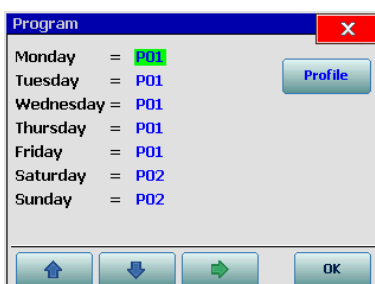 Program X
Monday = P01
Profile
Tuesday = P01
Wednesday = P01
Thursday = P01
Friday = P01
Saturday = P02
Sunday = P02
OK